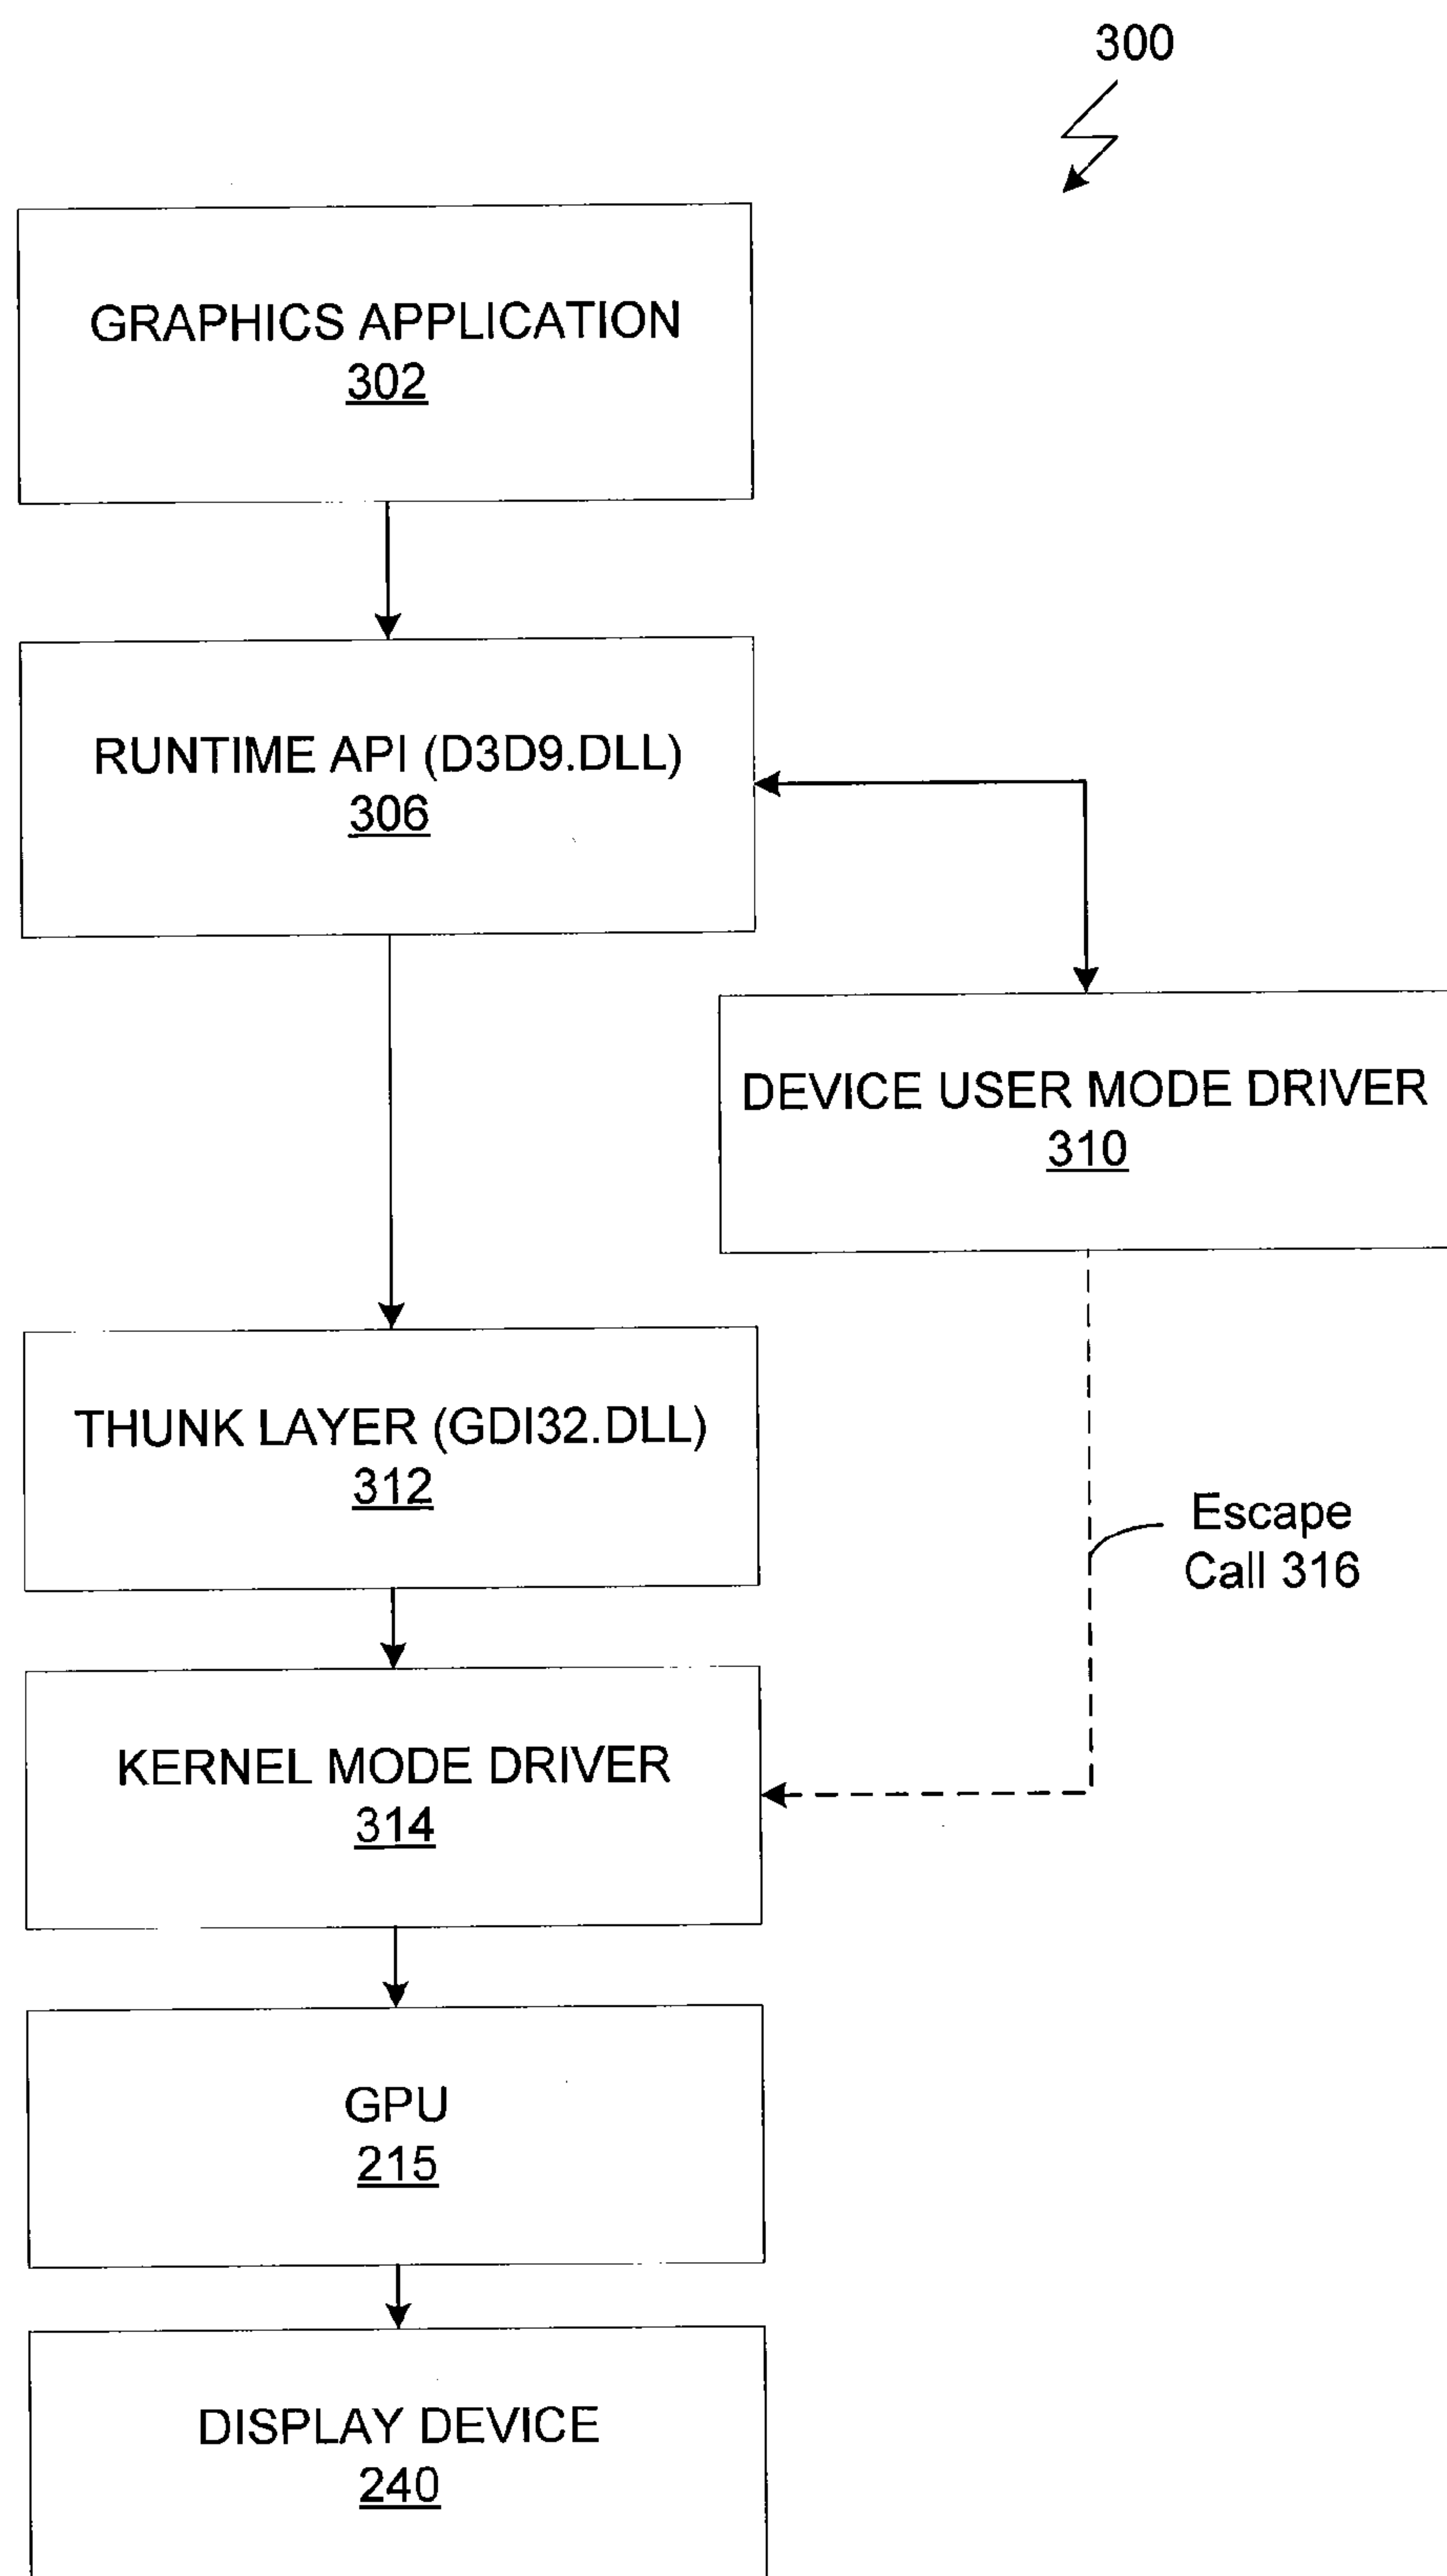 300
GRAPHICS APPLICATION
302
RUNTIME API (D3D9.DLL)
306
DEVICE USER MODE DRIVER
310
THUNK LAYER (GDI32.DLL)
312
Escape
Call 316
KERNEL MODE DRIVER
314
GPU
215
DISPLAY DEVICE
240